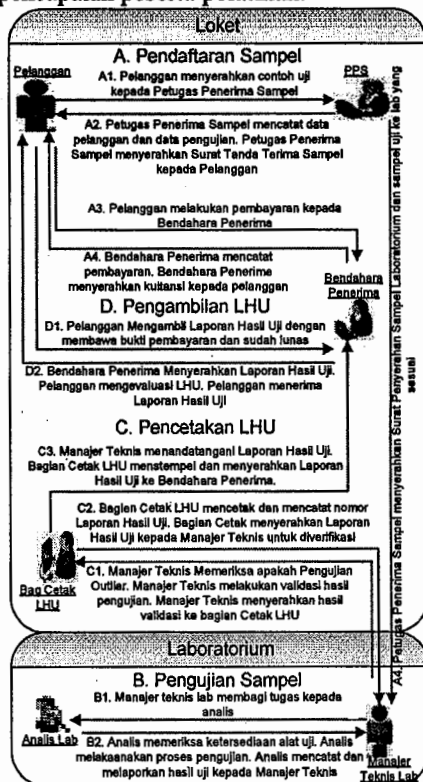 Loket
A. Pendaftaran Sampel
Pelanggan
PPS
A1. Pelanggan menyerahkan contoh uji
kepada Petugas Penerima Sampel
A2. Petugas Penerima Sampel mencatat data
pelanggan dan data pengujian. Petugas Penerima
Sampel menyerahkan Surat Tanda Terima Sampel
kepada Pelanggan
A3. Pelanggan melakukan pembayaran kepada
Bendahara Penerima
A4. Bendahara Penerima mencatat
pembayaran. Bendahara Penerime
menyerahkan kuitansi kepada pelanggan
Bendahara
Penerima
D. Pengambilan LHU
D1. Pelanggan Mengambil Laporan Hasil Uji dengan
membawa bukti pembayaran dan sudah lunas
D2. Bendahara Penerima Menyerahkan Laporan Hasil Uji.
Pelanggan mengevaluasi LHU. Pelanggan menerima
Laporan Hasil Uji
C. Pencetakan LHU
C3. Manajer Teknis menandatangani Laporan Hasil Uji.
Bagian Cetak LHU menstempel dan menyerahkan Laporan
Hasil Uji ke Bendahara Penerima.
C2. Bagien Cetak LHU mencetak dan mencatat nomor
Laporan Hasil Uji. Bagian Cetak menyerahkan Laporan
Hasil Uji kepada Manajer Teknis untuk diverifikasi
C1. Manajer Teknis Memeriksa apakah Pengujian
Outlier. Manajer Teknis melakukan validasi hasil
pengujian. Manajer Teknis menyerahkan hasil
validasi ke bagian Cetak LHU
Bag Cetak
LHU
A4. Petugas Penerima Sampel menyerahkan Surat Penyerahan Sampel Laboratorium dan sampel uji ke lab yang
sesuai
Laboratorium
B. Pengujian Sampel
B1. Manajer teknis lab membagi tugas kepada
analis
Analis Lab
B2. Analis memeriksa ketersediaan alat uji. Analis
melakaanakan proses pengujian. Analis mencatat dan
melaporkan hasil uji kepada Manajer Teknis
Manajer
Teknis Lab